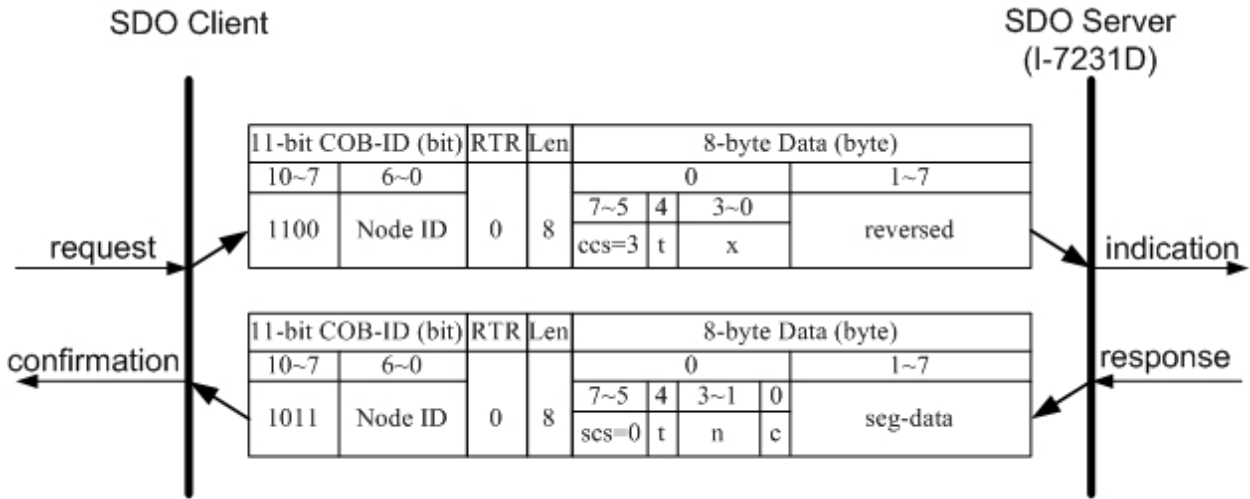 SDO Client
SDO Server
(I-7231D)
11-bit COB-ID (bit) RTR Len 8-byte Data (byte)
10~7 6~0 0 1~7
7~5 4 3~0
1100 Node ID 0 8 reversed
ccs=3 t x
request
indication
11-bit COB-ID (bit) RTR Len 8-byte Data (byte)
10~7 6~0 0 1~7
confirmation
response
7~5 4 3~1 0
1011 Node ID 0 8 seg-data
scs=0 t n c